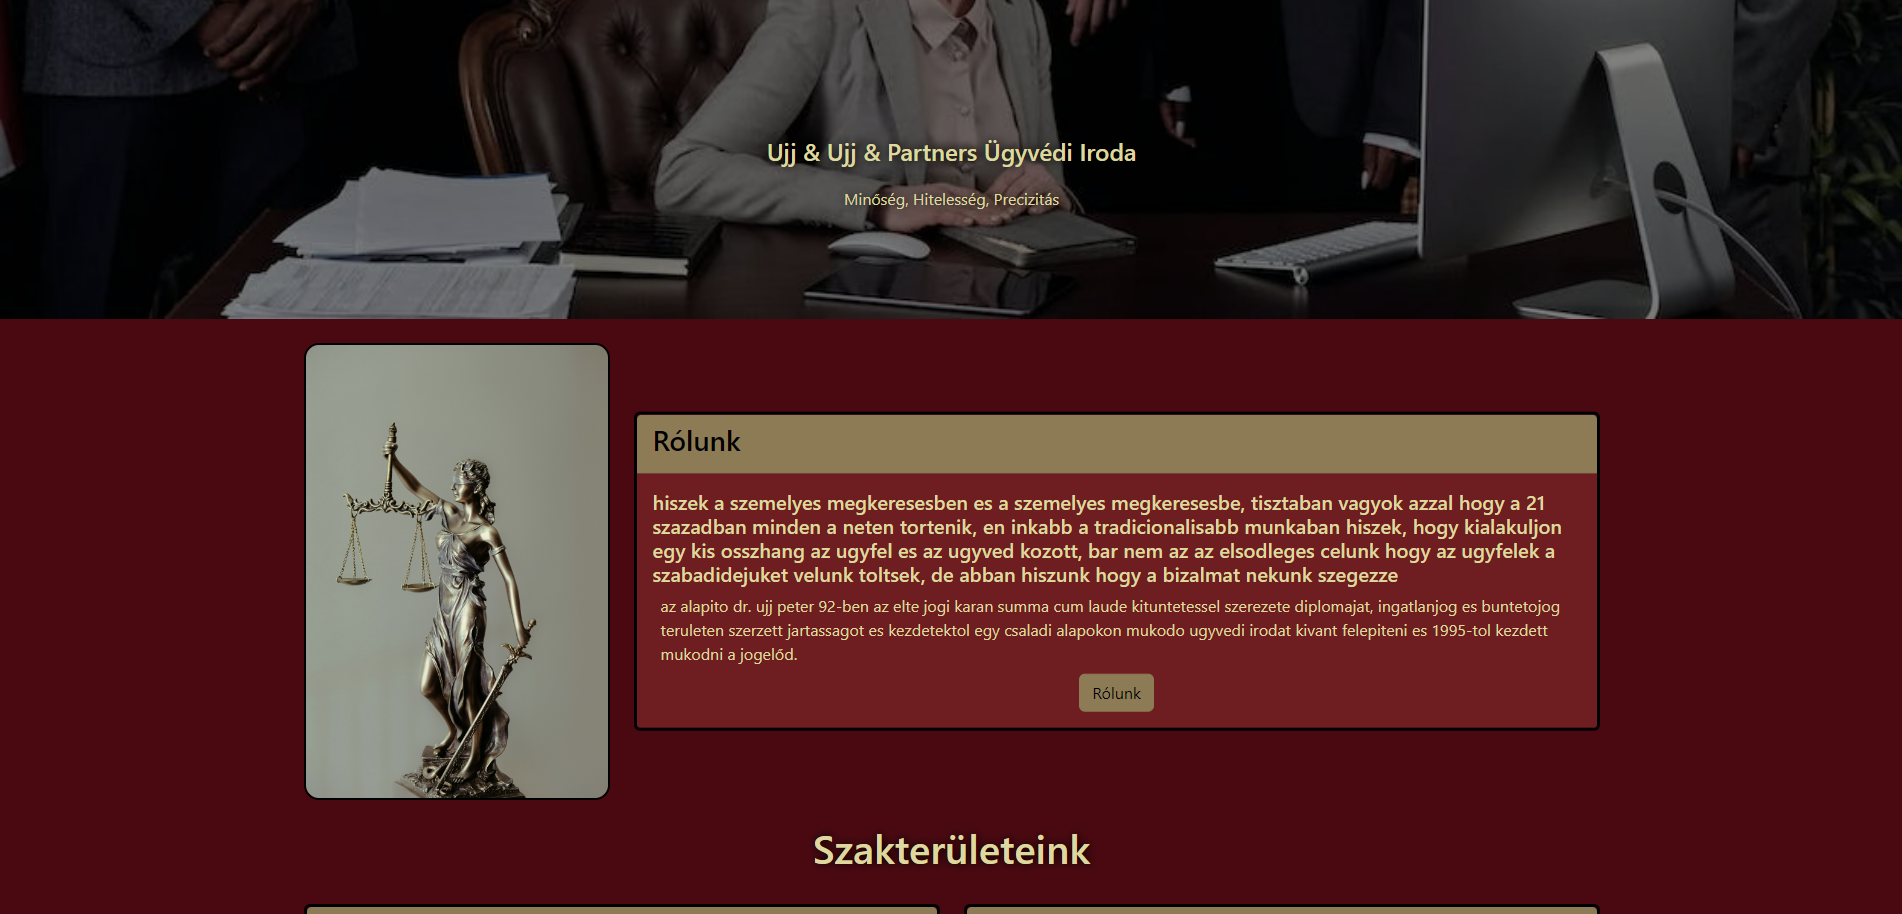 Ujj & Ujj & Partners Ügyvédi Iroda
Minőség, Hitelesség, Precizitás
Rólunk
hiszek a szemelyes megkeresesben es a szemelyes megkeresesbe, tisztaban vagyok azzal hogy a 21
szazadban minden a neten tortenik, en inkabb a tradicionalisabb munkaban hiszek, hogy kialakuljon
egy kis osszhang az ugyfel es az ugyved kozott, bar nem az az elsodleges celunk hogy az ugyfelek a
szabadidejuket velunk toltsek, de abban hiszunk hogy a bizalmat nekunk szegezze
az alapito dr. ujj peter 92-ben az elte jogi karan summa cum laude kituntetessel szerezete diplomajat, ingatlanjog es buntetojog
teruleten szerzett jartassagot es kezdetektol egy csaladi alapokon mukodo ugyvedi irodat kivant felepiteni es 1995-tol kezdett
mukodni a jogelőd.
Rólunk
Szakterületeink